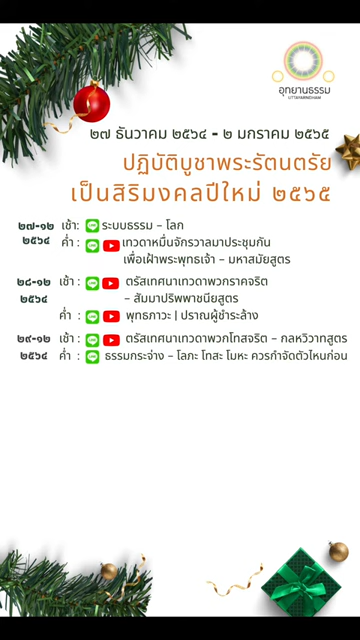 อุทยานธรรม
UTTAYARNDHAM
๒๗ ธันวาคม ๒๕๖๔ - ๒ มกราคม ๒๕๖๕
ปฏิบัติบูชาพระรัตนตรัย
เป็นสิริมงคลปีใหม่ ๒๕๖๕
๒๗-๑๒ เช้า: ระบบธรรม – โลก
๒๕๖๔ ค่ำ : เทวดาหมื่นจักรวาลมาประชุมกัน
เพื่อเฝ้าพระพุทธเจ้า – มหาสมัยสูตร
๒๘-๑๒ เช้า : ตรัสเทศนาเทวดาพวกราคจริต
๒๕๖๔ – สัมมาปริพพาชนียสูตร
ค่ำ : พุทธภาวะ | ปราณผู้ชำระล้าง
๒๙-๑๒ เช้า : ตรัสเทศนาเทวดาพวกโทสจริต – กลหวิวาทสูตร
๒๕๖๔ ค่ำ : ธรรมกระจ่าง – โลภะ โทสะ โมหะ ควรกำจัดตัวไหนก่อน